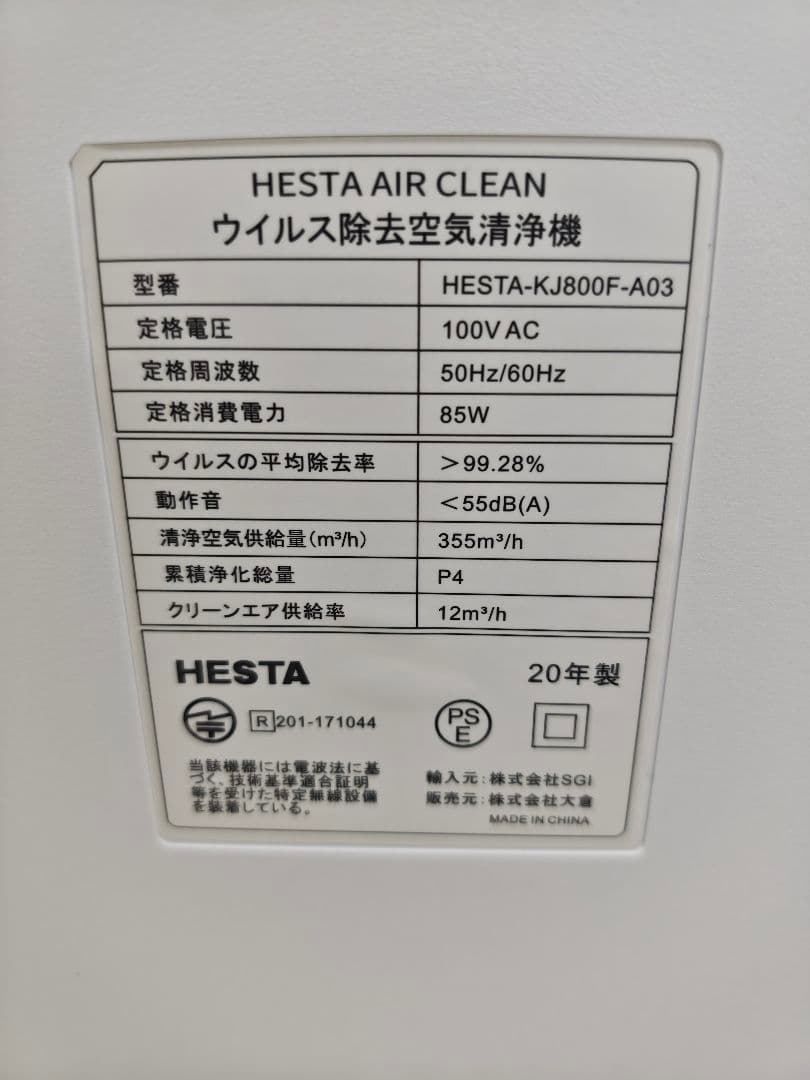 HESTA AIR CLEAN
ウイルス除去空気清浄機
型番 HESTA-KJ800F-A03
定格電圧 100V AC
定格周波数 50Hz/60Hz
定格消費電力 85W
ウイルスの平均除去率 >99.28%
動作音 <55dB(A)
清浄空気供給量(m³/h) 355m³/h
累積浄化総量 P4
クリーンエア供給率 12m³/h
HESTA 20年製
R 201-171044
PS
E
当該機器には電波法に基
づく、技術基準適合証明
等を受けた特定無線設備
を装着している。
輸入元:株式会社SGI
販売元:株式会社大倉
MADE IN CHINA